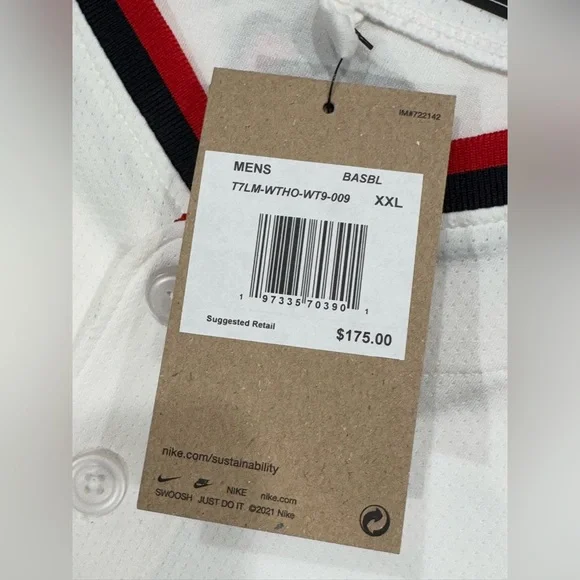 IM#722142
MENS BASBL
T7LM-WTHO-WT9-009 XXL
1 97335 70390 1
Suggested Retail $175.00
nike.com/sustainability
NIKE nike.com
SWOOSH JUST DO IT ©2021 Nike